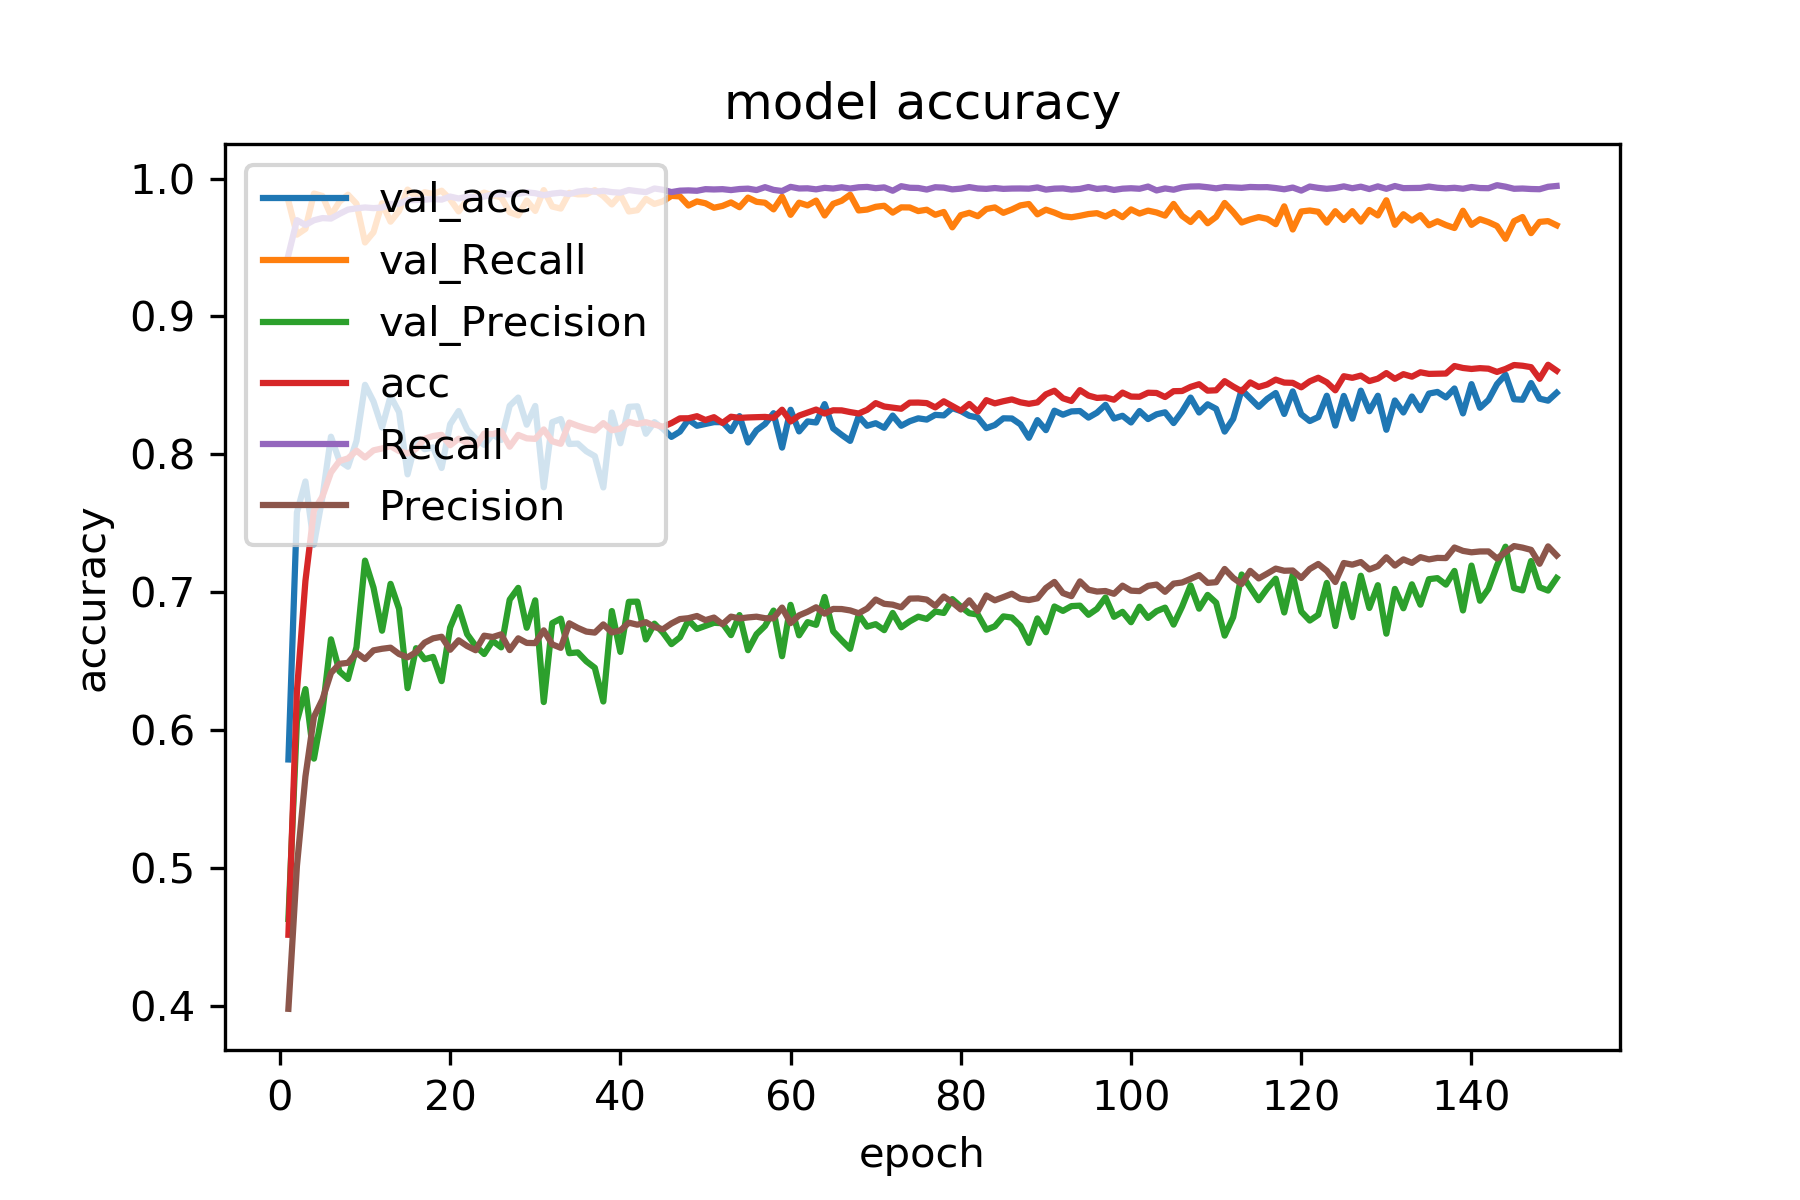 model accuracy
1.0
0.9
0.8
0.7
0.6
0.5
0.4
accuracy
val_acc
val_Recall
val_Precision
acc
Recall
Precision
0 20 40 60 80 100 120 140
epoch